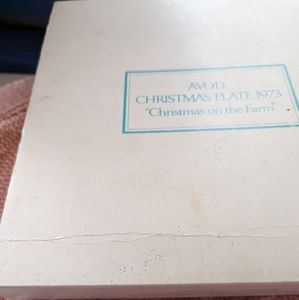 AVON
CHRISTMAS PLATE 1973
"Christmas on the Farm"